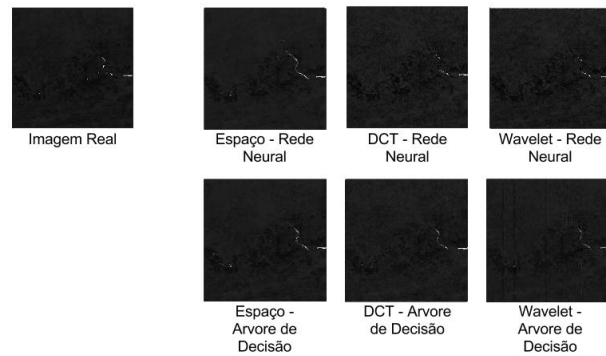 Imagem Real
Espaço - Rede
Neural
DCT - Rede
Neural
Wavelet - Rede
Neural
Espaço -
Arvore de
Decisão
DCT - Arvore
de Decisão
Wavelet -
Arvore de
Decisão